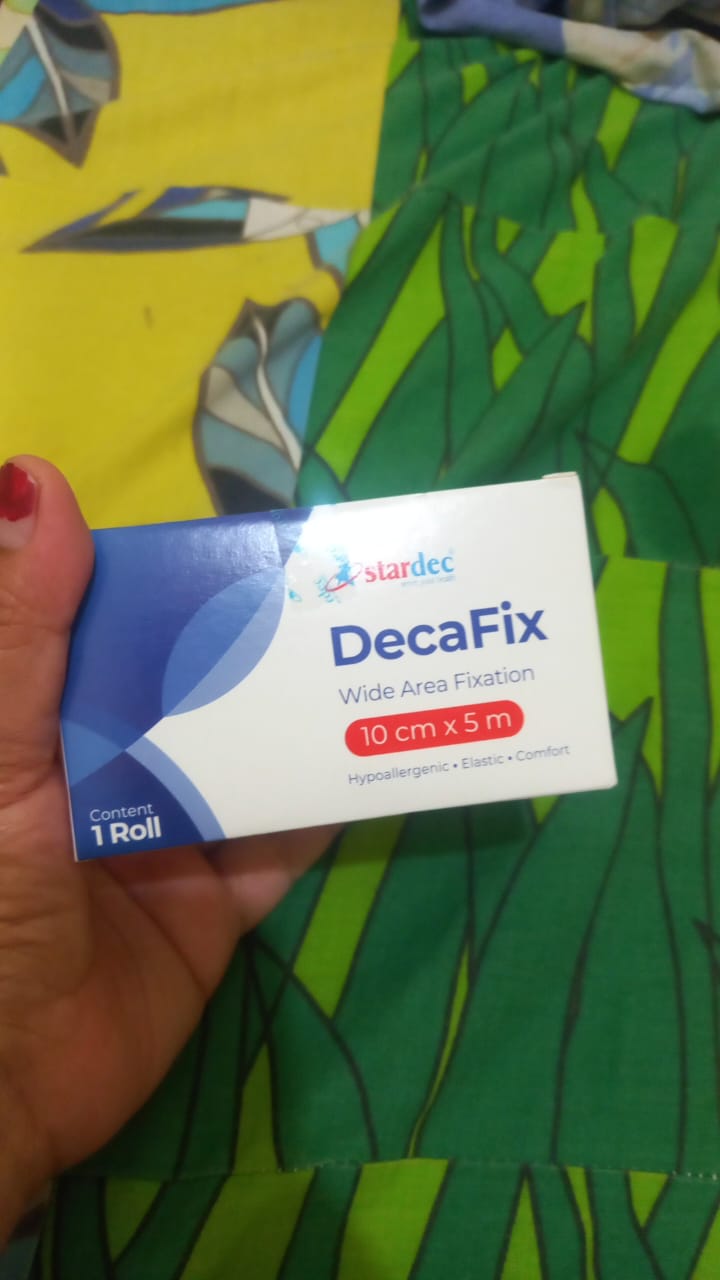 stardec
DecaFix
Wide Area Fixation
10 cm x 5 m
Hypoallergenic • Elastic • Comfort
Content
1 Roll